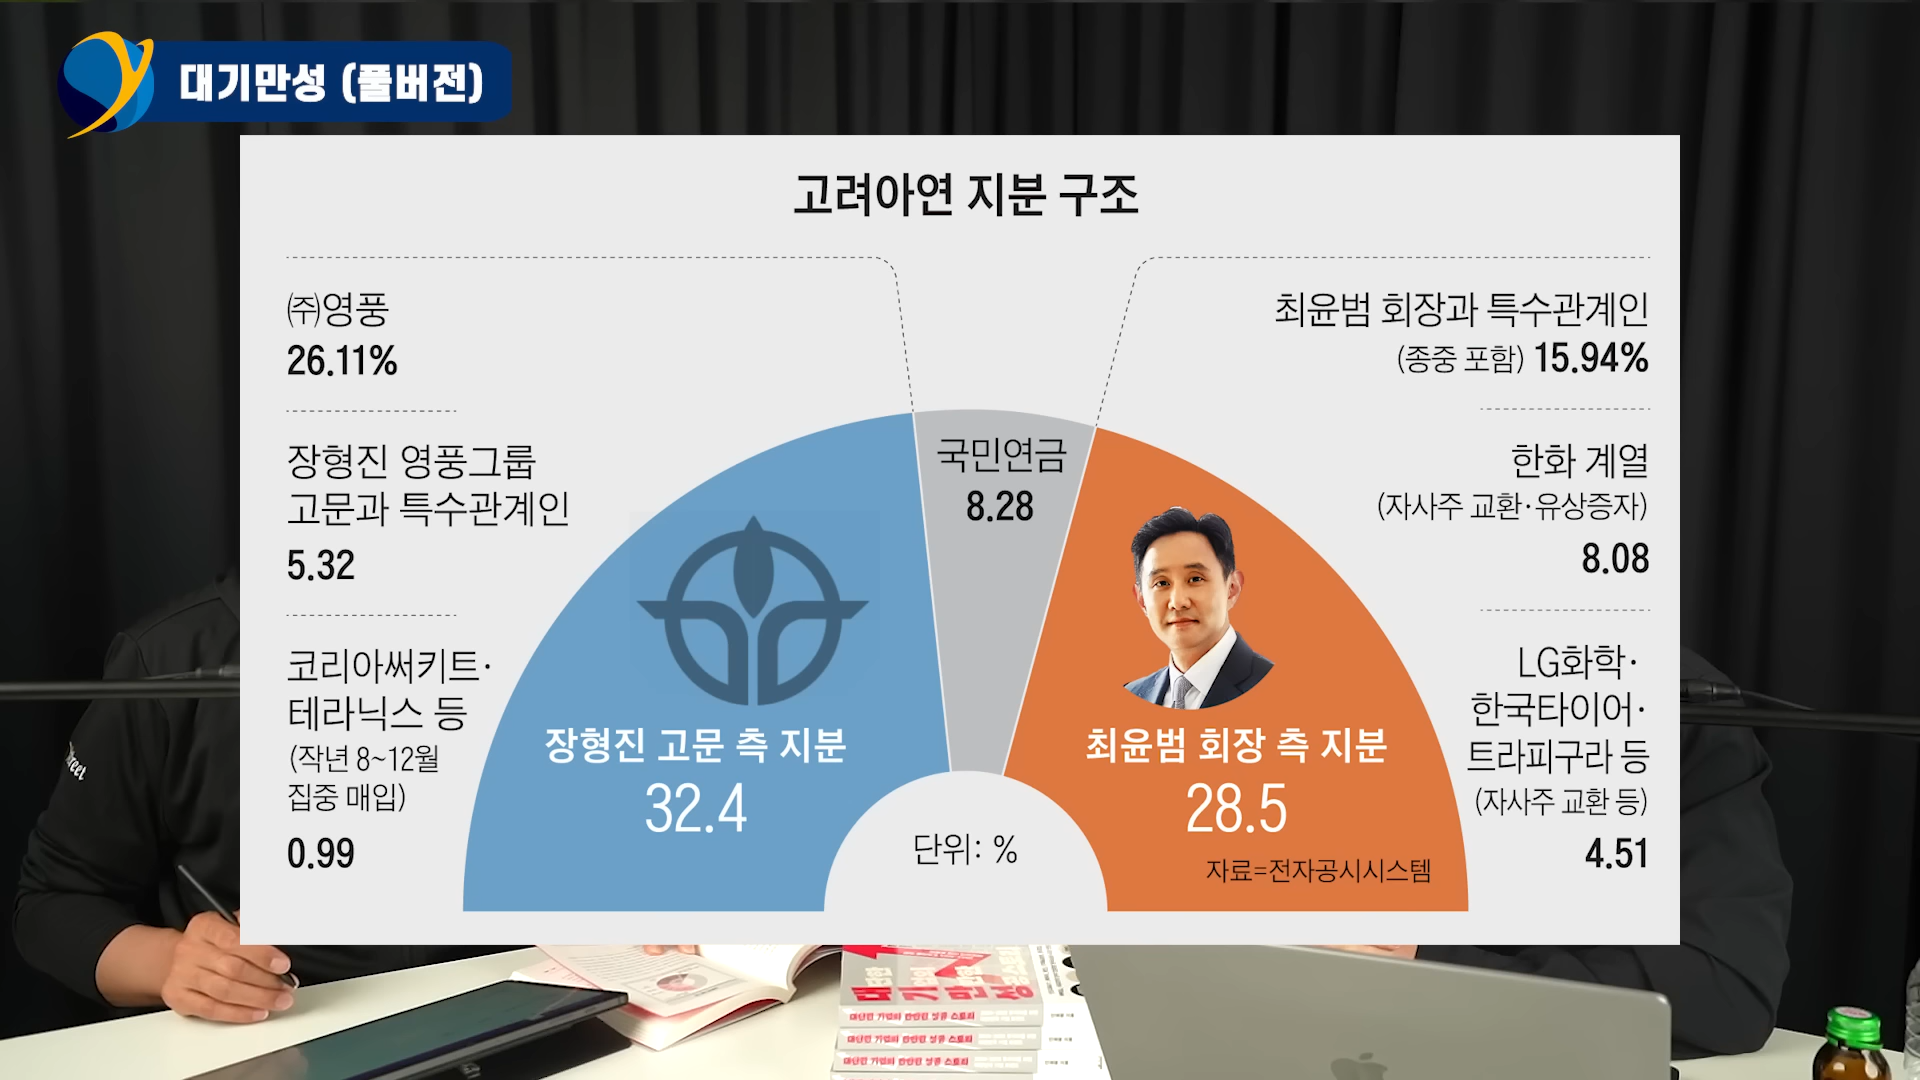 대기만성 (풀버전)
고려아연 지분 구조
㈜영풍
26.11%
장형진 영풍그룹
고문과 특수관계인
5.32
코리아써키트·
테라닉스 등
(작년 8~12월
집중 매입)
0.99
장형진 고문 측 지분
32.4
국민연금
8.28
단위: %
최윤범 회장 측 지분
28.5
자료=전자공시시스템
최윤범 회장과 특수관계인
(종중 포함) 15.94%
한화 계열
(자사주 교환·유상증자)
8.08
LG화학·
한국타이어·
트라피구라 등
(자사주 교환 등)
4.51
대기만성